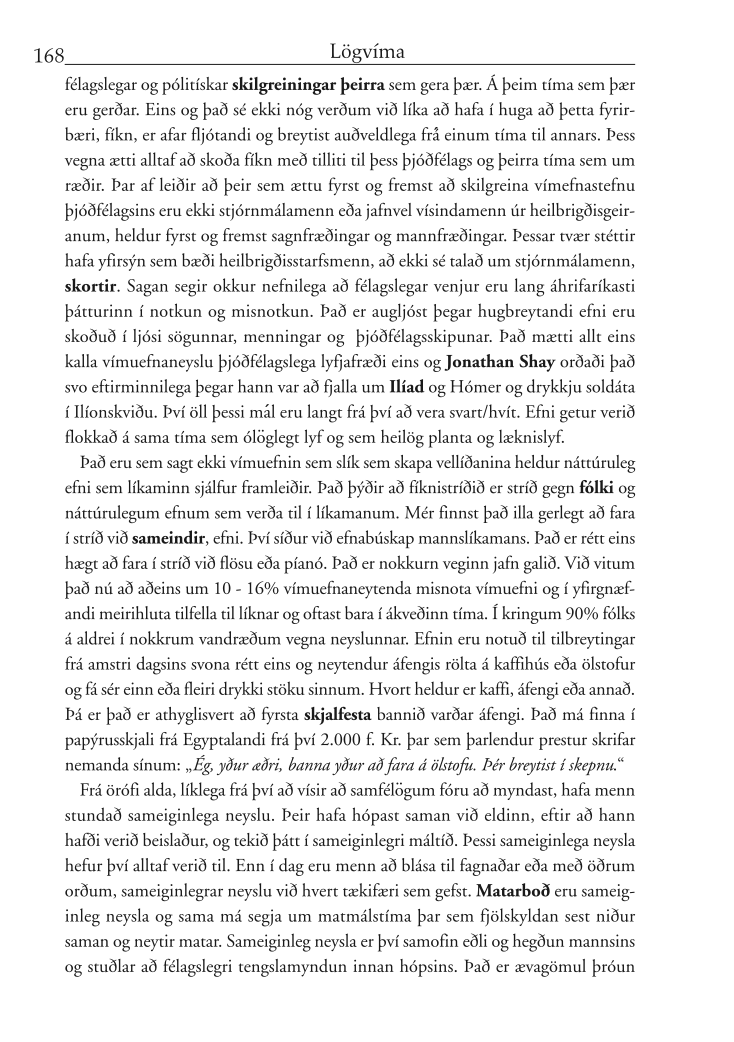 168
Lögvíma
félagslegar og pólitískar skilgreiningar þeirra sem gera þær. Á þeim tíma sem þær
eru gerðar. Eins og það sé ekki nóg verðum við líka að hafa í huga að þetta fyrir-
bæri, fíkn, er afar fljótandi og breytist auðveldlega frå einum tíma til annars. Þess
vegna ætti alltaf að skoða fíkn með tilliti til þess þjóðfélags og þeirra tíma sem um
ræðir. Þar af leiðir að þeir sem ættu fyrst og fremst að skilgreina vímefnastefnu
þjóðfélagsins eru ekki stjórnmálamenn eða jafnvel vísindamenn úr heilbrigðisgeir-
anum, heldur fyrst og fremst sagnfræðingar og mannfræðingar. Þessar tvær stéttir
hafa yfirsýn sem bæði heilbrigðisstarfsmenn, að ekki sé talað um stjórnmálamenn,
skortir. Sagan segir okkur nefnilega að félagslegar venjur eru lang áhrifaríkasti
þátturinn í notkun og misnotkun. Það er augljóst þegar hugbreytandi efni eru
skoðuð í ljósi sögunnar, menningar og þjóðfélagsskipunar. Það mætti allt eins
kalla vímuefnaneyslu þjóðfélagslega lyfjafræði eins og Jonathan Shay orðaði það
svo eftirminnilega þegar hann var að fjalla um Ilíad og Hómer og drykkju soldáta
í Ilíonskviðu. Því öll þessi mál eru langt frá því að vera svart/hvít. Efni getur verið
flokkað á sama tíma sem ólöglegt lyf og sem heilög planta og læknislyf.
Það eru sem sagt ekki vímuefnin sem slík sem skapa vellíðanina heldur náttúruleg
efni sem líkaminn sjálfur framleiðir. Það þýðir að fíknistríðið er stríð gegn fólki og
náttúrulegum efnum sem verða til í líkamanum. Mér finnst það illa gerlegt að fara
í stríð við sameindir, efni. Því síður við efnabúskap mannslíkamans. Það er rétt eins
hægt að fara í stríð við flösu eða píanó. Það er nokkurn veginn jafn galið. Við vitum
það nú að aðeins um 10 - 16% vímuefnaneytenda misnota vímuefni og í yfirgnæf-
andi meirihluta tilfella til líknar og oftast bara í ákveðinn tíma. Í kringum 90% fólks
á aldrei í nokkrum vandræðum vegna neyslunnar. Efnin eru notuð til tilbreytingar
frá amstri dagsins svona rétt eins og neytendur áfengis rölta á kaffihús eða ölstofur
og fá sér einn eða fleiri drykki stöku sinnum. Hvort heldur er kaffi, áfengi eða annað.
Þá er það er athyglisvert að fyrsta skjalfesta bannið varðar áfengi. Það má finna í
papýrusskjali frá Egyptalandi frá því 2.000 f. Kr. þar sem þarlendur prestur skrifar
nemanda sínum: „Ég, yður æðri, banna yður að fara á ölstofu. Þér breytist í skepnu.“
Frá örófi alda, líklega frá því að vísir að samfélögum fóru að myndast, hafa menn
stundað sameiginlega neyslu. Þeir hafa hópast saman við eldinn, eftir að hann
hafði verið beislaður, og tekið þátt í sameiginlegri máltíð. Þessi sameiginlega neysla
hefur því alltaf verið til. Enn í dag eru menn að blása til fagnaðar eða með öðrum
orðum, sameiginlegrar neyslu við hvert tækifæri sem gefst. Matarboð eru sameig-
inleg neysla og sama má segja um matmálstíma þar sem fjölskyldan sest niður
saman og neytir matar. Sameiginleg neysla er því samofin eðli og hegðun mannsins
og stuðlar að félagslegri tengslamyndun innan hópsins. Það er ævagömul þróun